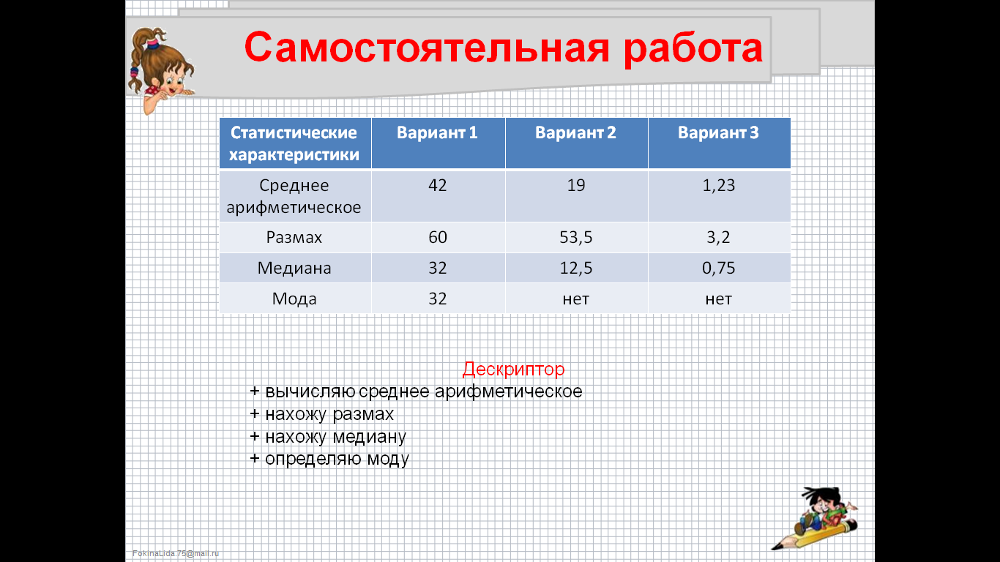 Самостоятельная работа
Статистические характеристики Вариант 1 Вариант 2 Вариант 3
Среднее арифметическое 42 19 1,23
Размах 60 53,5 3,2
Медиана 32 12,5 0,75
Мода 32 нет нет
Дескриптор
+ вычисляю среднее арифметическое
+ нахожу размах
+ нахожу медиану
+ определяю моду
FokinaLida.75@mail.ru